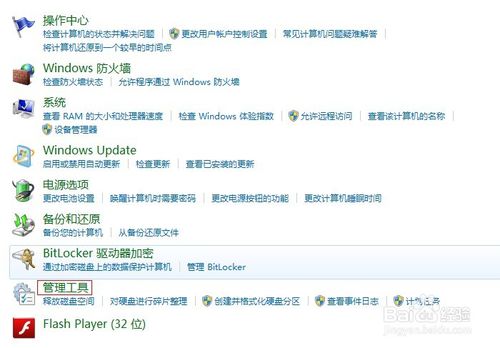 操作中心
检查计算机的状态并解决问题 更改用户帐户控制设置 常见计算机问题疑难解答
将计算机还原到一个较早的时间点
Windows 防火墙
检查防火墙状态 允许程序通过 Windows 防火墙
系统
查看 RAM 的大小和处理器速度 检查 Windows 体验指数 允许远程访问 查看该计算机的名称
设备管理器
Windows Update
启用或禁用自动更新 检查更新 查看已安装的更新
电源选项
更改电池设置 唤醒计算机时需要密码 更改电源按钮的功能 更改计算机睡眠时间
备份和还原
备份您的计算机 从备份还原文件
BitLocker 驱动器加密
通过加密磁盘上的数据保护计算机 管理 BitLocker
管理工具
释放磁盘空间 对硬盘进行碎片整理 创建并格式化硬盘分区 查看事件日志 计划任务
Flash Player (32 位)
Baidu 经验
jingyan.baidu.com